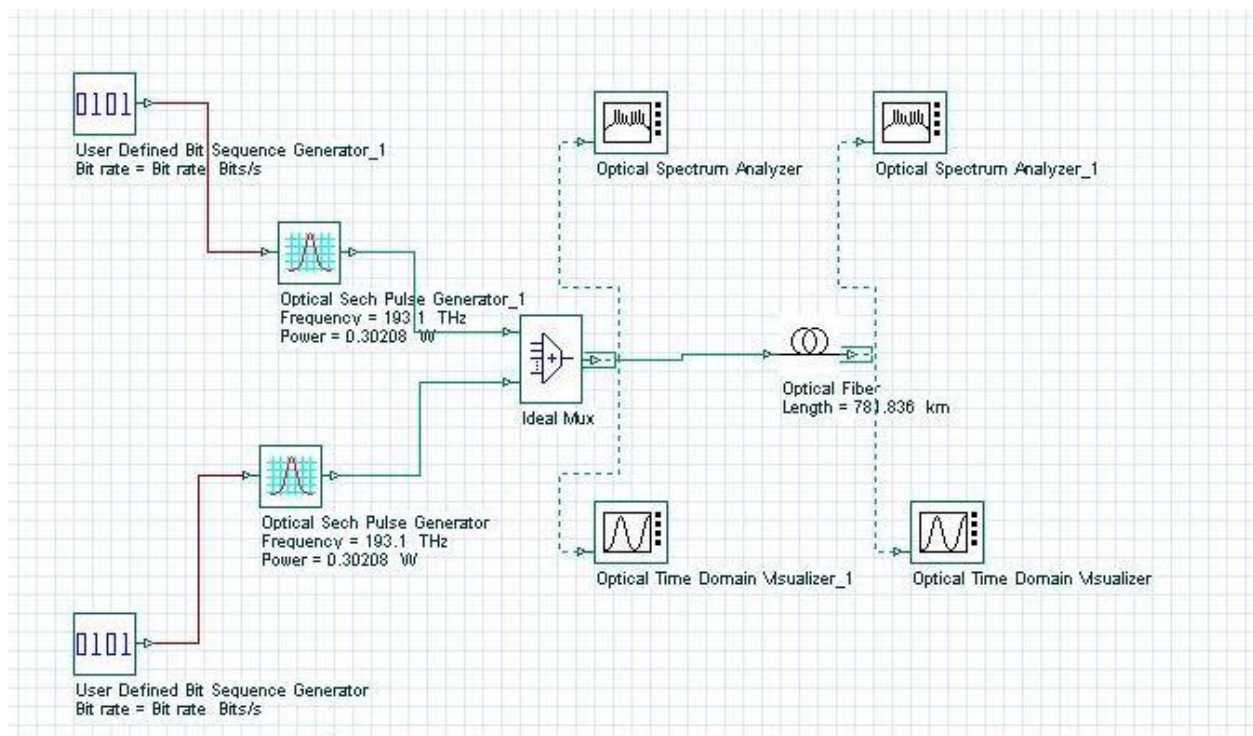 0101
User Defined Bit Sequence Generator_1
Bit rate = Bit rate Bits/s
Optical Spectrum Analyzer
Optical Spectrum Analyzer_1
Optical Sech Pulse Generator_1
Frequency = 193.1 THz
Power = 0.30208 W
Ideal Mux
Optical Fiber
Length = 781.836 km
Optical Sech Pulse Generator
Frequency = 193.1 THz
Power = 0.30208 W
Optical Time Domain Visualizer_1
Optical Time Domain Visualizer
0101
User Defined Bit Sequence Generator
Bit rate = Bit rate Bits/s